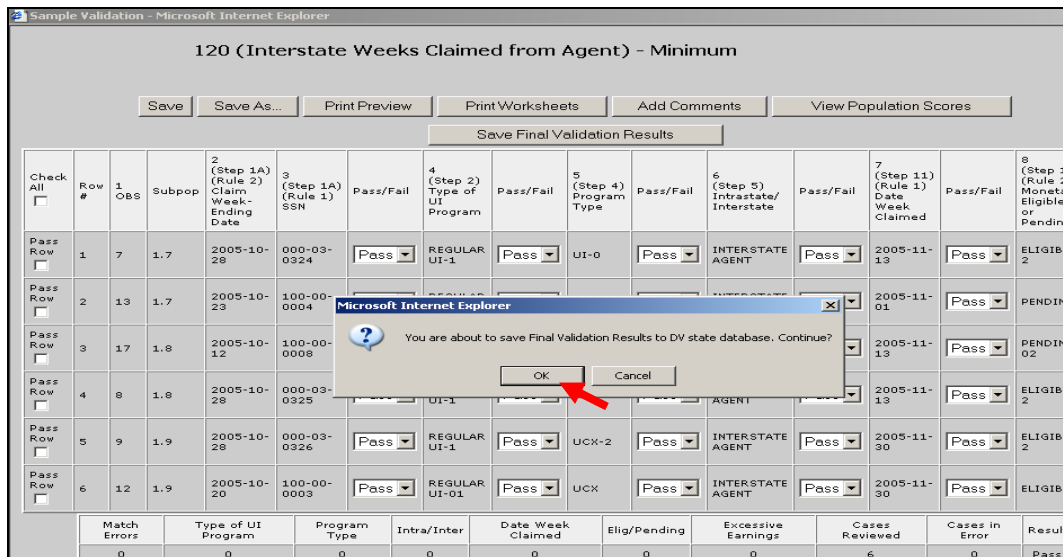 Sample Validation - Microsoft Internet Explorer
120 (Interstate Weeks Claimed from Agent) - Minimum
Save Save As... Print Preview Print Worksheets Add Comments View Population Scores
Save Final Validation Results
Check All Row # 1 OBS Subpop 2 (Step 1A) (Rule 2) Claim Week-Ending Date 3 (Step 1A) (Rule 1) SSN Pass/Fail 4 (Step 2) Type of UI Program Pass/Fail 5 (Step 4) Program Type Pass/Fail 6 (Step 5) Intrastate/Interstate Pass/Fail 7 (Step 11) (Rule 1) Date Week Claimed Pass/Fail 8
Pass Row 1 7 1.7 2005-10-28 000-03-0324 Pass REGULAR UI-1 Pass UI-0 Pass INTERSTATE AGENT Pass 2005-11-13 Pass ELIGIB 2
Pass Row 2 13 1.7 2005-10-23 100-00-0004 2005-11-01 Pass PENDIN
Microsoft Internet Explorer
You are about to save Final Validation Results to DV state database. Continue?
OK Cancel
Pass Row 3 17 1.8 2005-10-12 100-00-0008 2005-11-13 Pass PENDIN 02
Pass Row 4 8 1.8 2005-10-28 000-03-0325 UI-1 AGENT 2005-11-13 Pass ELIGIB 2
Pass Row 5 9 1.9 2005-10-28 000-03-0326 Pass REGULAR UI-1 Pass UCX-2 Pass INTERSTATE AGENT Pass 2005-11-30 Pass ELIGIB 2
Pass Row 6 12 1.9 2005-10-20 100-00-0003 Pass REGULAR UI-01 Pass UCX Pass INTERSTATE AGENT Pass 2005-11-30 Pass ELIGIB
Match Errors Type of UI Program Program Type Intra/Inter Date Week Claimed Elig/Pending Excessive Earnings Cases Reviewed Cases in Error Resul
0 0 0 0 0 0 0 6 0 Pass